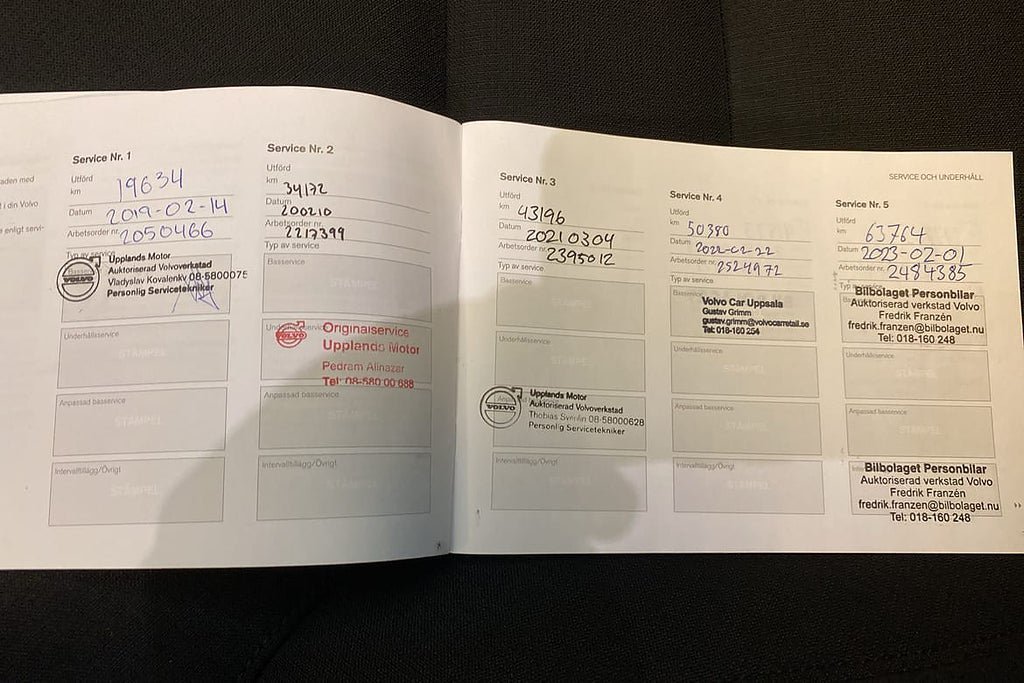 aden med
t i din Volvo
enligt servi-
Service Nr. 1
Utförd
km 19634
Datum 2019-02-14
Arbetsorder nr. 2050466
Typ av service
VOLVO
Upplands Motor
Auktoriserad Volvoverkstad
Vladyslav Kovalenkv 08-5800075
Personlig Servicetekniker
Underhållsservice
STÄMPEL
Anpassad basservice
STÄMPEL
Intervalltillägg/Övrigt
STÄMPEL
Service Nr. 2
Utförd
km 34172
Datum 200210
Arbetsorder nr. 2217399
Typ av service
Basservice
STÄMPEL
VOLVO
Originalservice
Upplands Motor
Pedram Alinazar
Tel: 08-580 00 688
Anpassad basservice
STÄMPEL
Intervalltillägg/Övrigt
STÄMPEL
Service Nr. 3
Utförd
km 43196
Datum 20210304
Arbetsorder nr. 2395012
Typ av service
Basservice
STÄMPEL
Underhållsservice
STÄMPEL
VOLVO
Upplands Motor
Auktoriserad Volvoverkstad
Thobias 08-58000628
Personlig Servicetekniker
Intervalltillägg/Övrigt
STÄMPEL
SERVICE OCH UNDERHÅLL
Service Nr. 4
Utförd
km 50380
Datum 2022-02-22
Arbetsorder nr. 2524972
Typ av service
Volvo Car Uppsala
Gustav Grimm
gustav.grimm@volvocarretail.se
Tel: 018-160 254
Underhållsservice
STÄMPEL
Anpassad basservice
STÄMPEL
Intervalltillägg/Övrigt
STÄMPEL
Service Nr. 5
Utförd
km 63764
Datum 2023-02-01
Arbetsorder nr. 2484385
Bilbolaget Personbilar
Auktoriserad verkstad Volvo
Fredrik Franzén
fredrik.franzen@bilbolaget.nu
Tel: 018-160 248
Underhållsservice
STÄMPEL
Anpassad basservice
STÄMPEL
Bilbolaget Personbilar
Auktoriserad verkstad Volvo
Fredrik Franzén
fredrik.franzen@bilbolaget.nu
Tel: 018-160 248